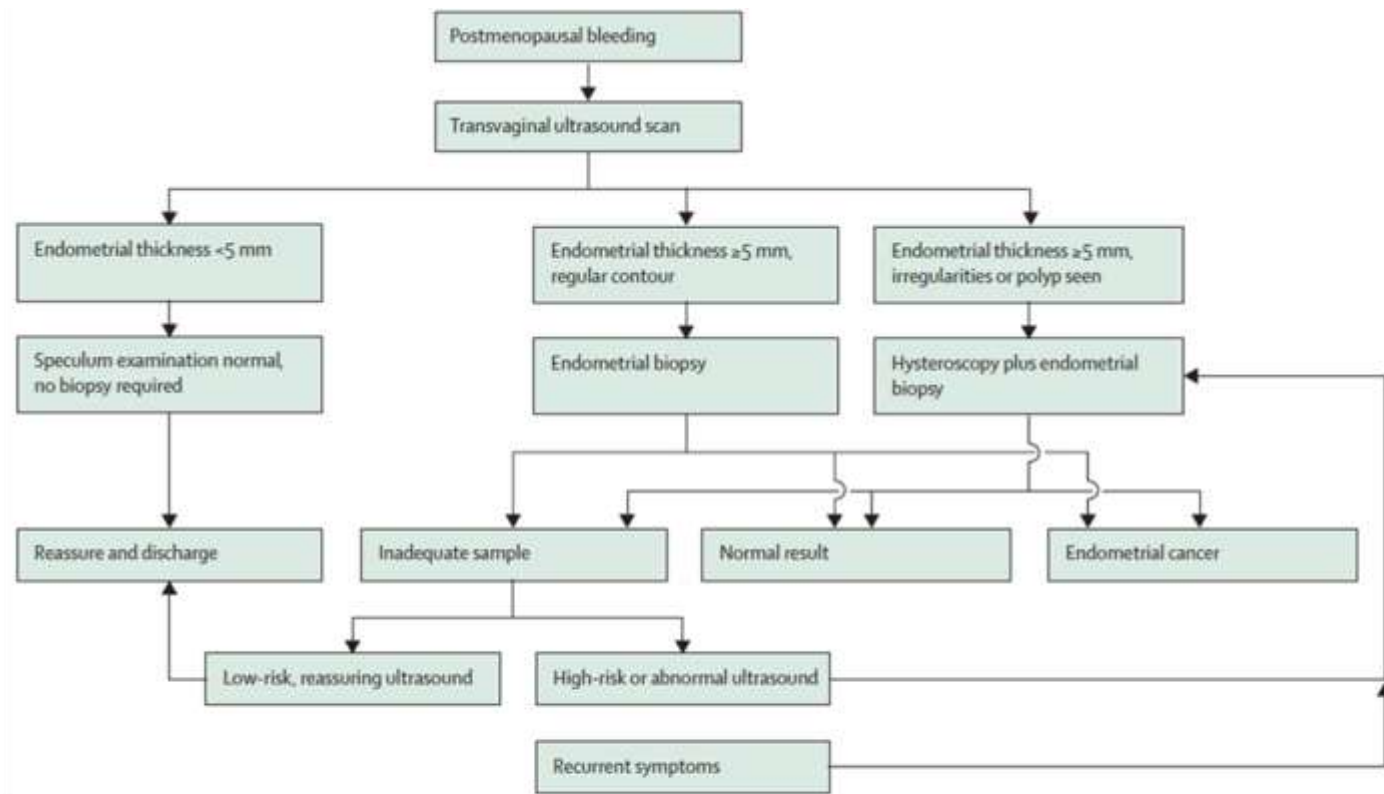 Postmenopausal bleeding
Transvaginal ultrasound scan
Endometrial thickness <5 mm
Endometrial thickness ≥5 mm,
regular contour
Endometrial thickness ≥5 mm,
irregularities or polyp seen
Speculum examination normal,
no biopsy required
Endometrial biopsy
Hysteroscopy plus endometrial
biopsy
Reassure and discharge
Inadequate sample
Normal result
Endometrial cancer
Low-risk, reassuring ultrasound
High-risk or abnormal ultrasound
Recurrent symptoms